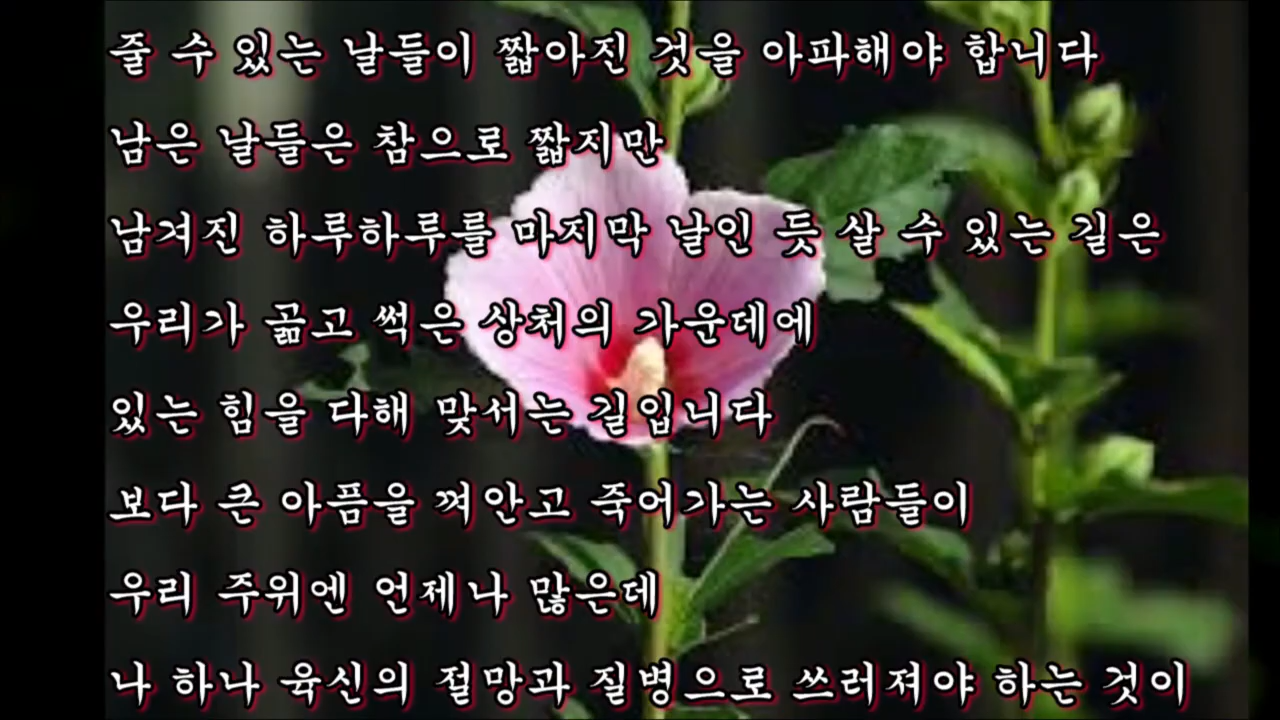 줄 수 있는 날들이 짧아진 것을 아파해야 합니다
남은 날들은 참으로 짧지만
남겨진 하루하루를 마지막 날인 듯 살 수 있는 길은
우리가 곪고 썩은 상처의 가운데에
있는 힘을 다해 맞서는 길입니다
보다 큰 아픔을 껴안고 죽어가는 사람들이
우리 주위엔 언제나 많은데
나 하나 육신의 절망과 질병으로 쓰러져야 하는 것이